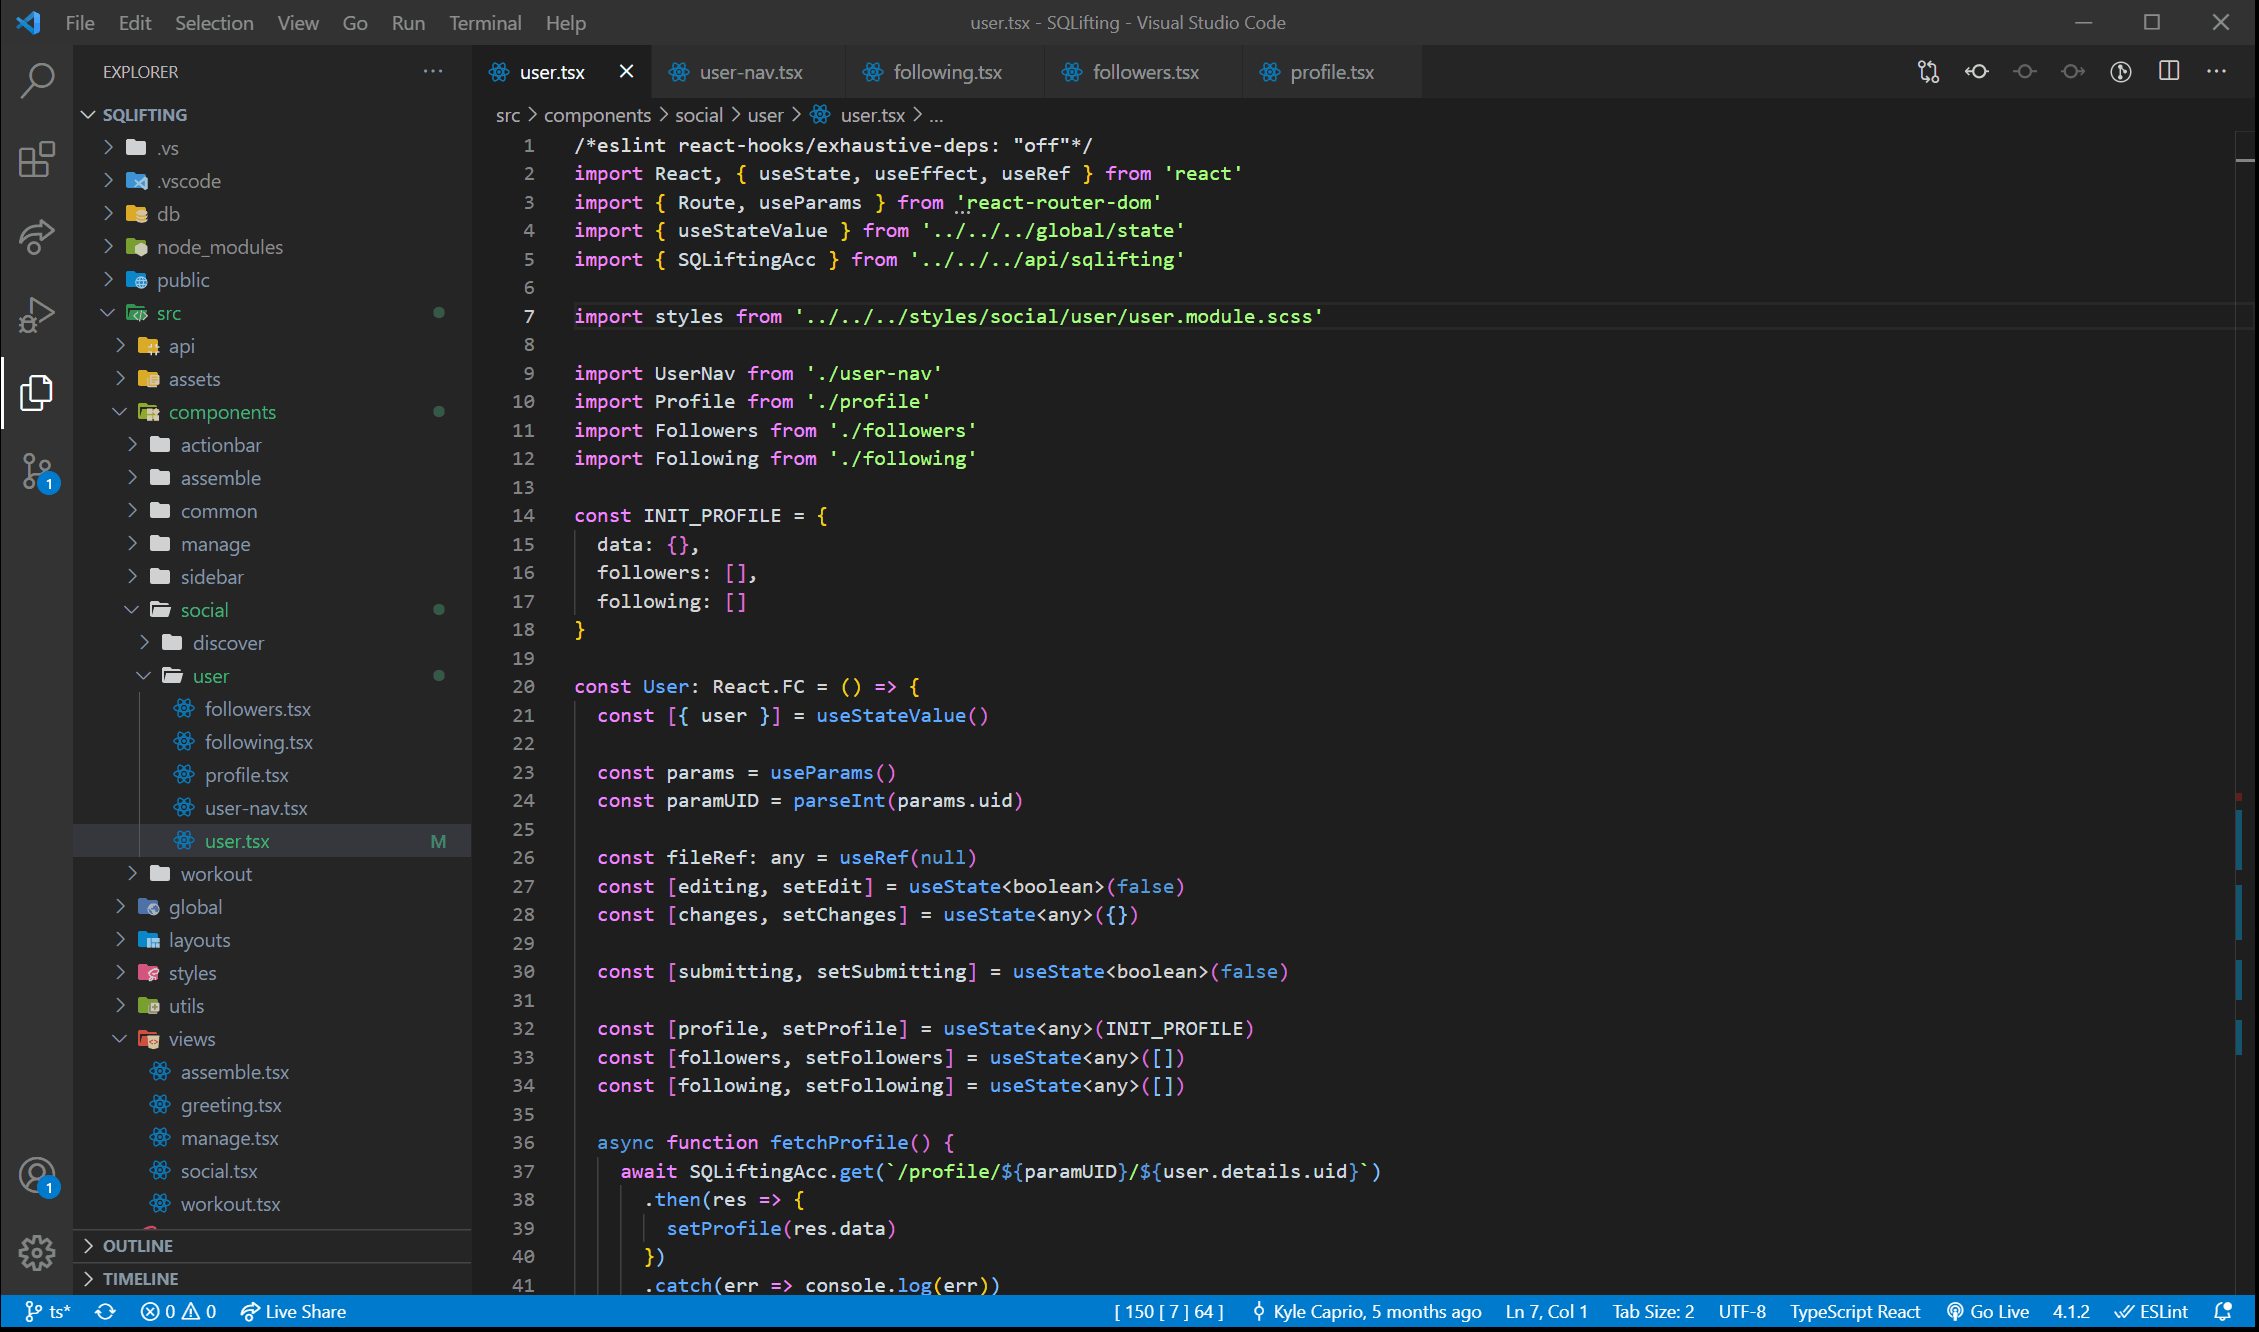 File Edit Selection View Go Run Terminal Help
user.tsx - SQLifting - Visual Studio Code
EXPLORER
SQLIFTING
.vs
.vscode
db
node_modules
public
src
api
assets
components
actionbar
assemble
common
manage
sidebar
social
discover
user
followers.tsx
following.tsx
profile.tsx
user-nav.tsx
user.tsx M
workout
global
layouts
styles
utils
views
assemble.tsx
greeting.tsx
manage.tsx
social.tsx
workout.tsx
OUTLINE
TIMELINE
1
1
user.tsx user-nav.tsx following.tsx followers.tsx profile.tsx
src > components > social > user > user.tsx > ...
1 /*eslint react-hooks/exhaustive-deps: "off"*/
2 import React, { useState, useEffect, useRef } from 'react'
3 import { Route, useParams } from 'react-router-dom'
4 import { useStateValue } from '../../../global/state'
5 import { SQLiftingAcc } from '../../../api/sqlifting'
6
7 import styles from '../../../styles/social/user/user.module.scss'
8
9 import UserNav from './user-nav'
10 import Profile from './profile'
11 import Followers from './followers'
12 import Following from './following'
13
14 const INIT_PROFILE = {
15 data: {},
16 followers: [],
17 following: []
18 }
19
20 const User: React.FC = () => {
21 const [{ user }] = useStateValue()
22
23 const params = useParams()
24 const paramUID = parseInt(params.uid)
25
26 const fileRef: any = useRef(null)
27 const [editing, setEdit] = useState<boolean>(false)
28 const [changes, setChanges] = useState<any>({})
29
30 const [submitting, setSubmitting] = useState<boolean>(false)
31
32 const [profile, setProfile] = useState<any>(INIT_PROFILE)
33 const [followers, setFollowers] = useState<any>([])
34 const [following, setFollowing] = useState<any>([])
35
36 async function fetchProfile() {
37 await SQLiftingAcc.get(`/profile/${paramUID}/${user.details.uid}`)
38 .then(res => {
39 setProfile(res.data)
40 })
41 .catch(err => console.log(err))
ts* 0 0 Live Share [ 150 [ 7 ] 64 ] Kyle Caprio, 5 months ago Ln 7, Col 1 Tab Size: 2 UTF-8 TypeScript React Go Live 4.1.2 ESLint